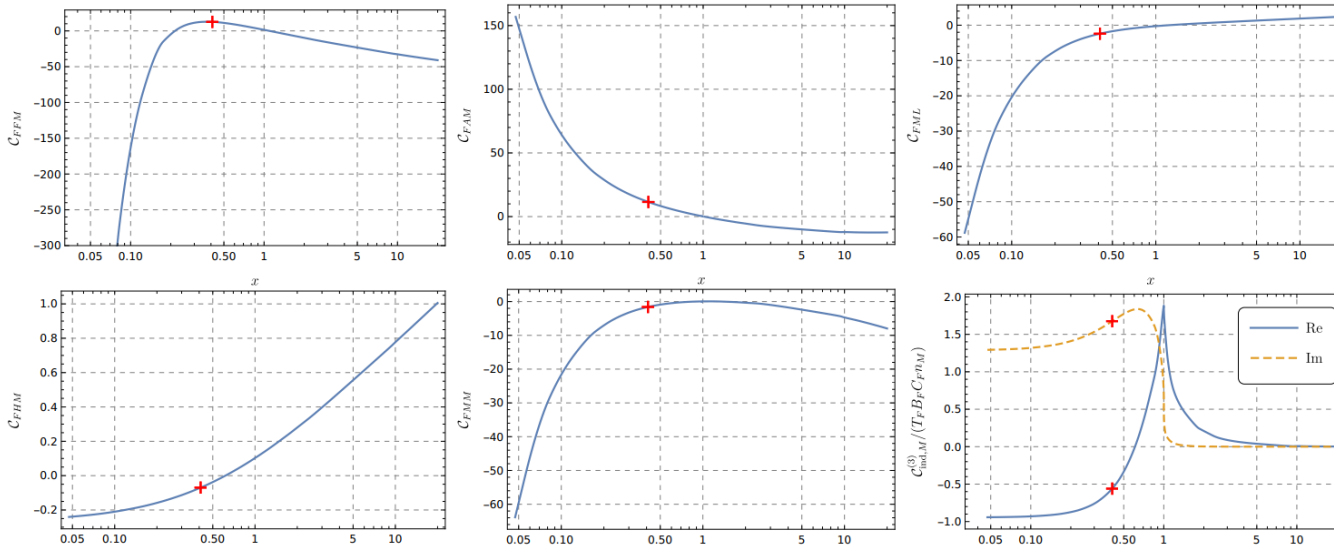 0
−50
−100
−150
−200
−250
−300
0.05 0.10 0.50 1 5 10
x
𝒞_FFM
150
100
50
0
0.05 0.10 0.50 1 5 10
x
𝒞_FAM
0
−10
−20
−30
−40
−50
−60
0.05 0.10 0.50 1 5 10
x
𝒞_FML
1.0
0.8
0.6
0.4
0.2
0.0
−0.2
0.05 0.10 0.50 1 5 10
𝒞_FHM
0
−10
−20
−30
−40
−50
−60
0.05 0.10 0.50 1 5 10
𝒞_FMM
2.0
1.5
1.0
0.5
0.0
−0.5
−1.0
0.05 0.10 0.50 1 5 10
𝒞^(3)_ind,M/(T_F B_F C_F n_M)
Re
Im